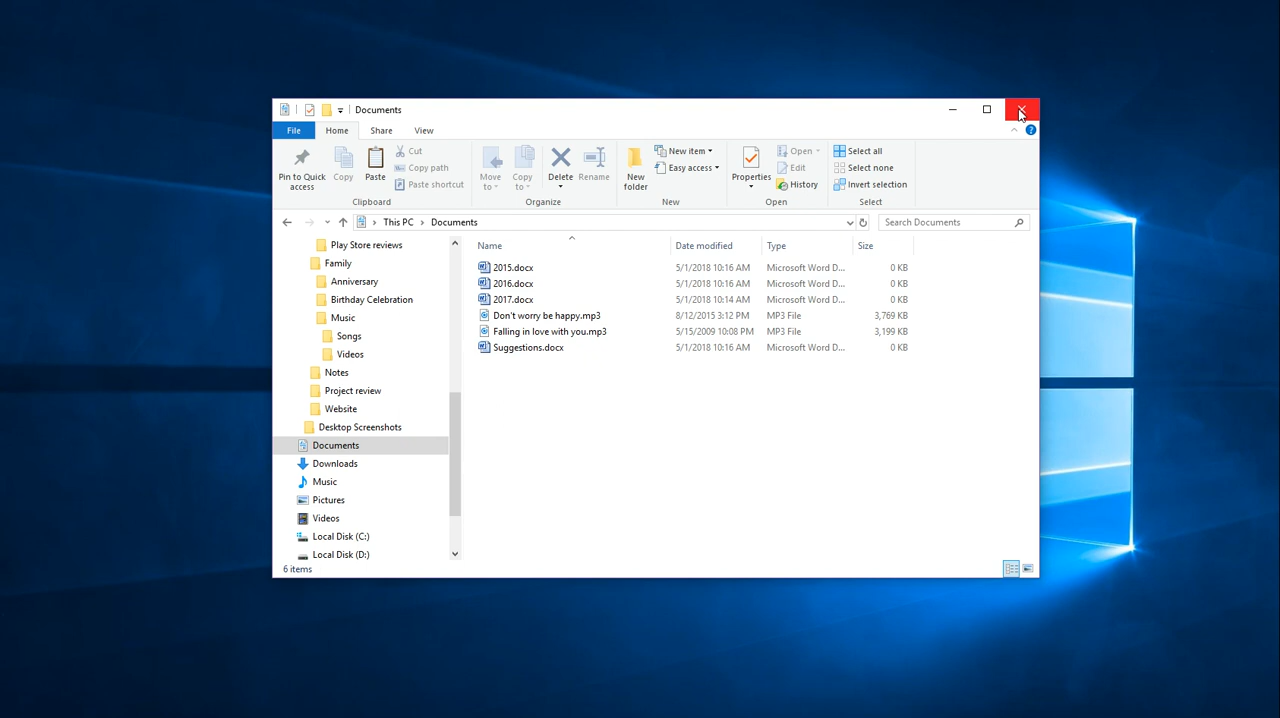 Documents
File Home Share View
Pin to Quick access
Copy
Paste
Cut
Copy path
Paste shortcut
Clipboard
Move to
Copy to
Delete
Rename
Organize
New folder
New item
Easy access
New
Properties
Open
Edit
History
Open
Select all
Select none
Invert selection
Select
This PC > Documents
Search Documents
Play Store reviews
Family
Anniversary
Birthday Celebration
Music
Songs
Videos
Notes
Project review
Website
Desktop Screenshots
Documents
Downloads
Music
Pictures
Videos
Local Disk (C:)
Local Disk (D:)
Name Date modified Type Size
2015.docx 5/1/2018 10:16 AM Microsoft Word D... 0 KB
2016.docx 5/1/2018 10:16 AM Microsoft Word D... 0 KB
2017.docx 5/1/2018 10:14 AM Microsoft Word D... 0 KB
Don't worry be happy.mp3 8/12/2015 3:12 PM MP3 File 3,769 KB
Falling in love with you.mp3 5/15/2009 10:08 PM MP3 File 3,199 KB
Suggestions.docx 5/1/2018 10:16 AM Microsoft Word D... 0 KB
6 items